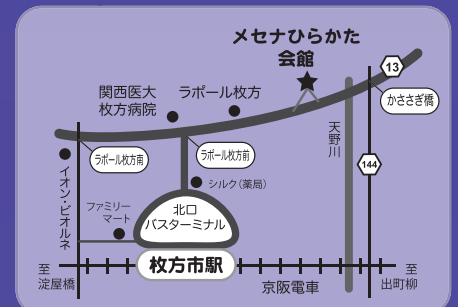 メセナひらかた
会館
13
関西医大
枚方病院
ラポール枚方
かささぎ橋
天野川
ラポール枚方南
ラポール枚方前
144
イオン・ビオルネ
シルク(薬局)
ファミリー
マート
北口
バスターミナル
枚方市駅
至
淀屋橋
京阪電車
至
出町柳